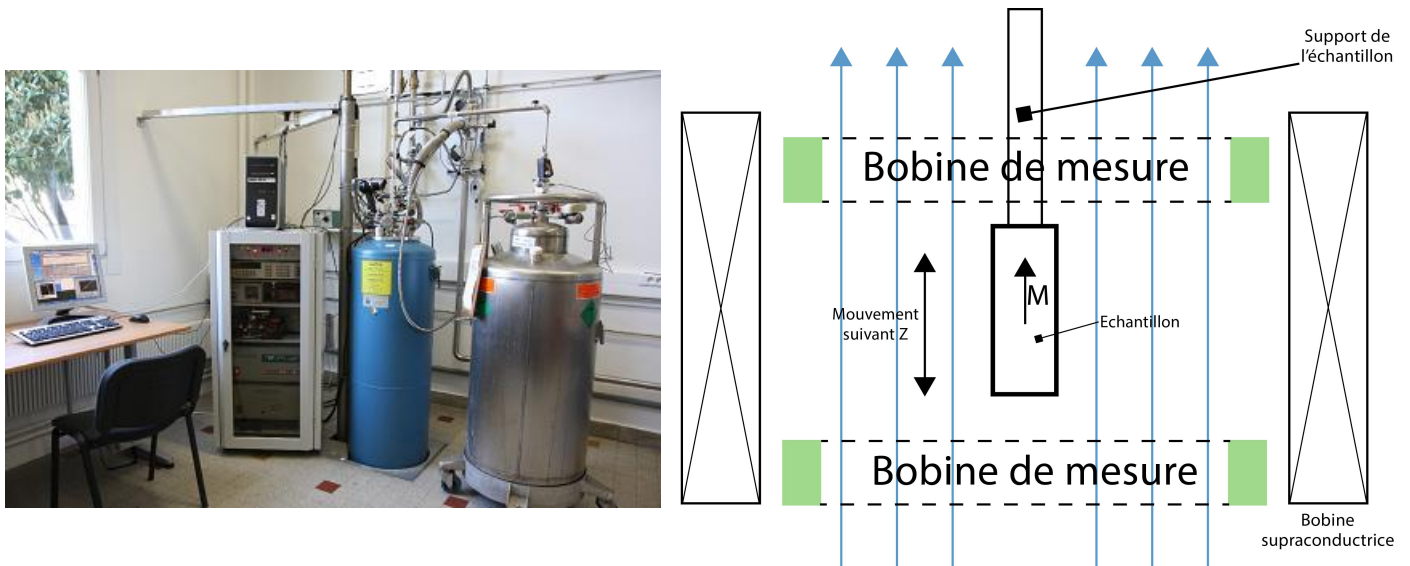 Support de
l'échantillon
Bobine de mesure
M
Mouvement
suivant Z
Echantillon
Bobine de mesure
Bobine
supraconductrice